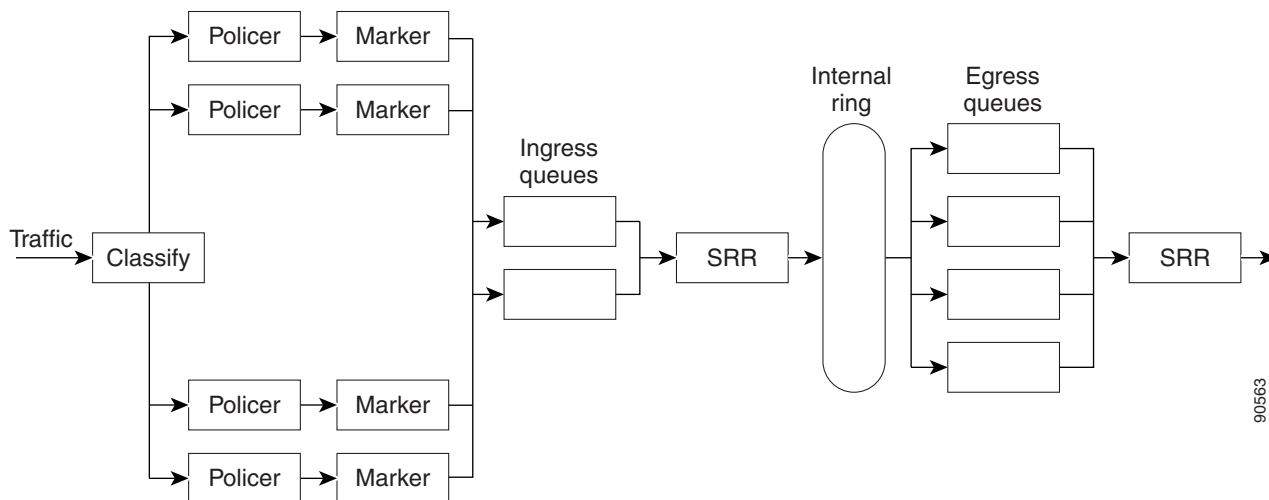 Policer
Marker
Policer
Marker
Internal
ring
Egress
queues
Ingress
queues
Traffic
Classify
SRR
SRR
Policer
Marker
Policer
Marker
90563